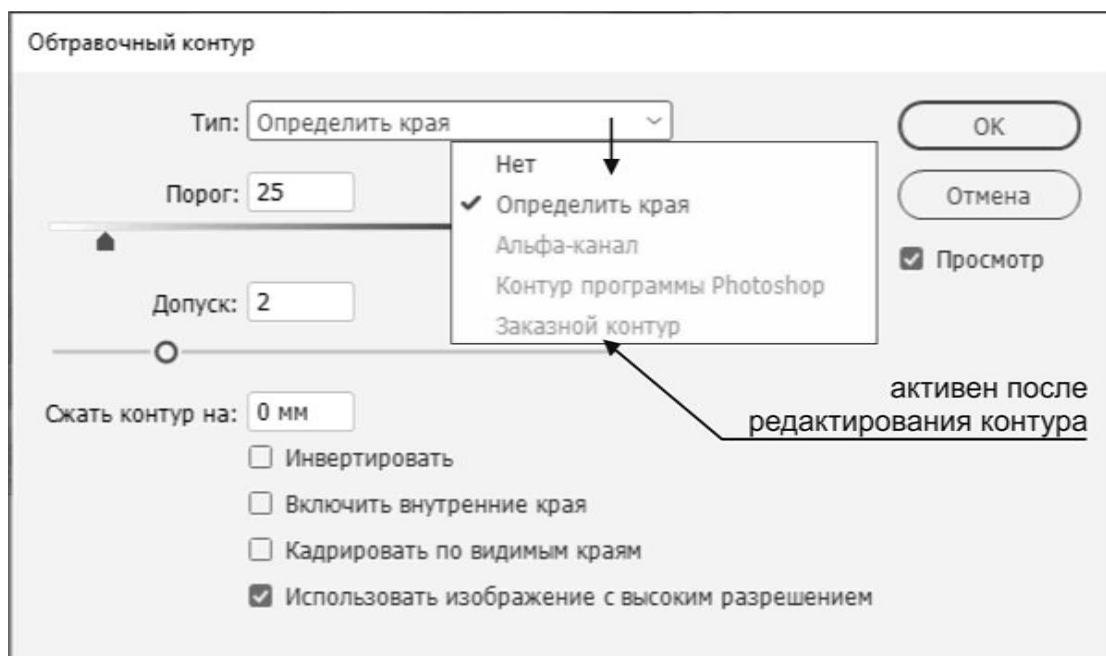 Обтравочный контур
Тип: Определить края
OK
Нет
Порог: 25
Определить края
Отмена
Альфа-канал
Просмотр
Контур программы Photoshop
Допуск: 2
Заказной контур
активен после
редактирования контура
Сжать контур на: 0 мм
Инвертировать
Включить внутренние края
Кадрировать по видимым краям
Использовать изображение с высоким разрешением